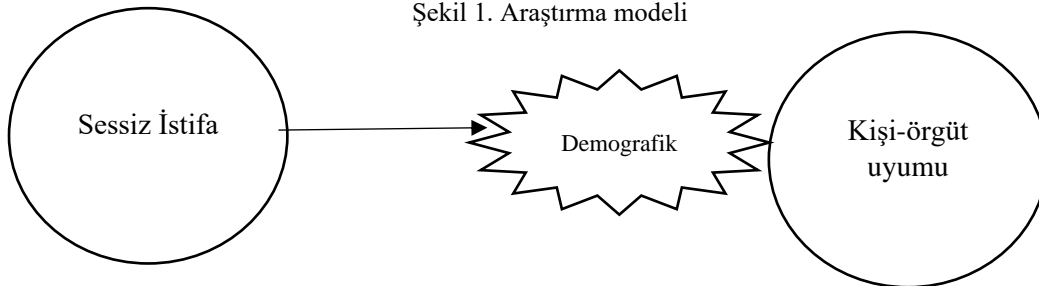 Şekil 1. Araştırma modeli
Sessiz İstifa
Demografik
Kişi-örgüt
uyumu